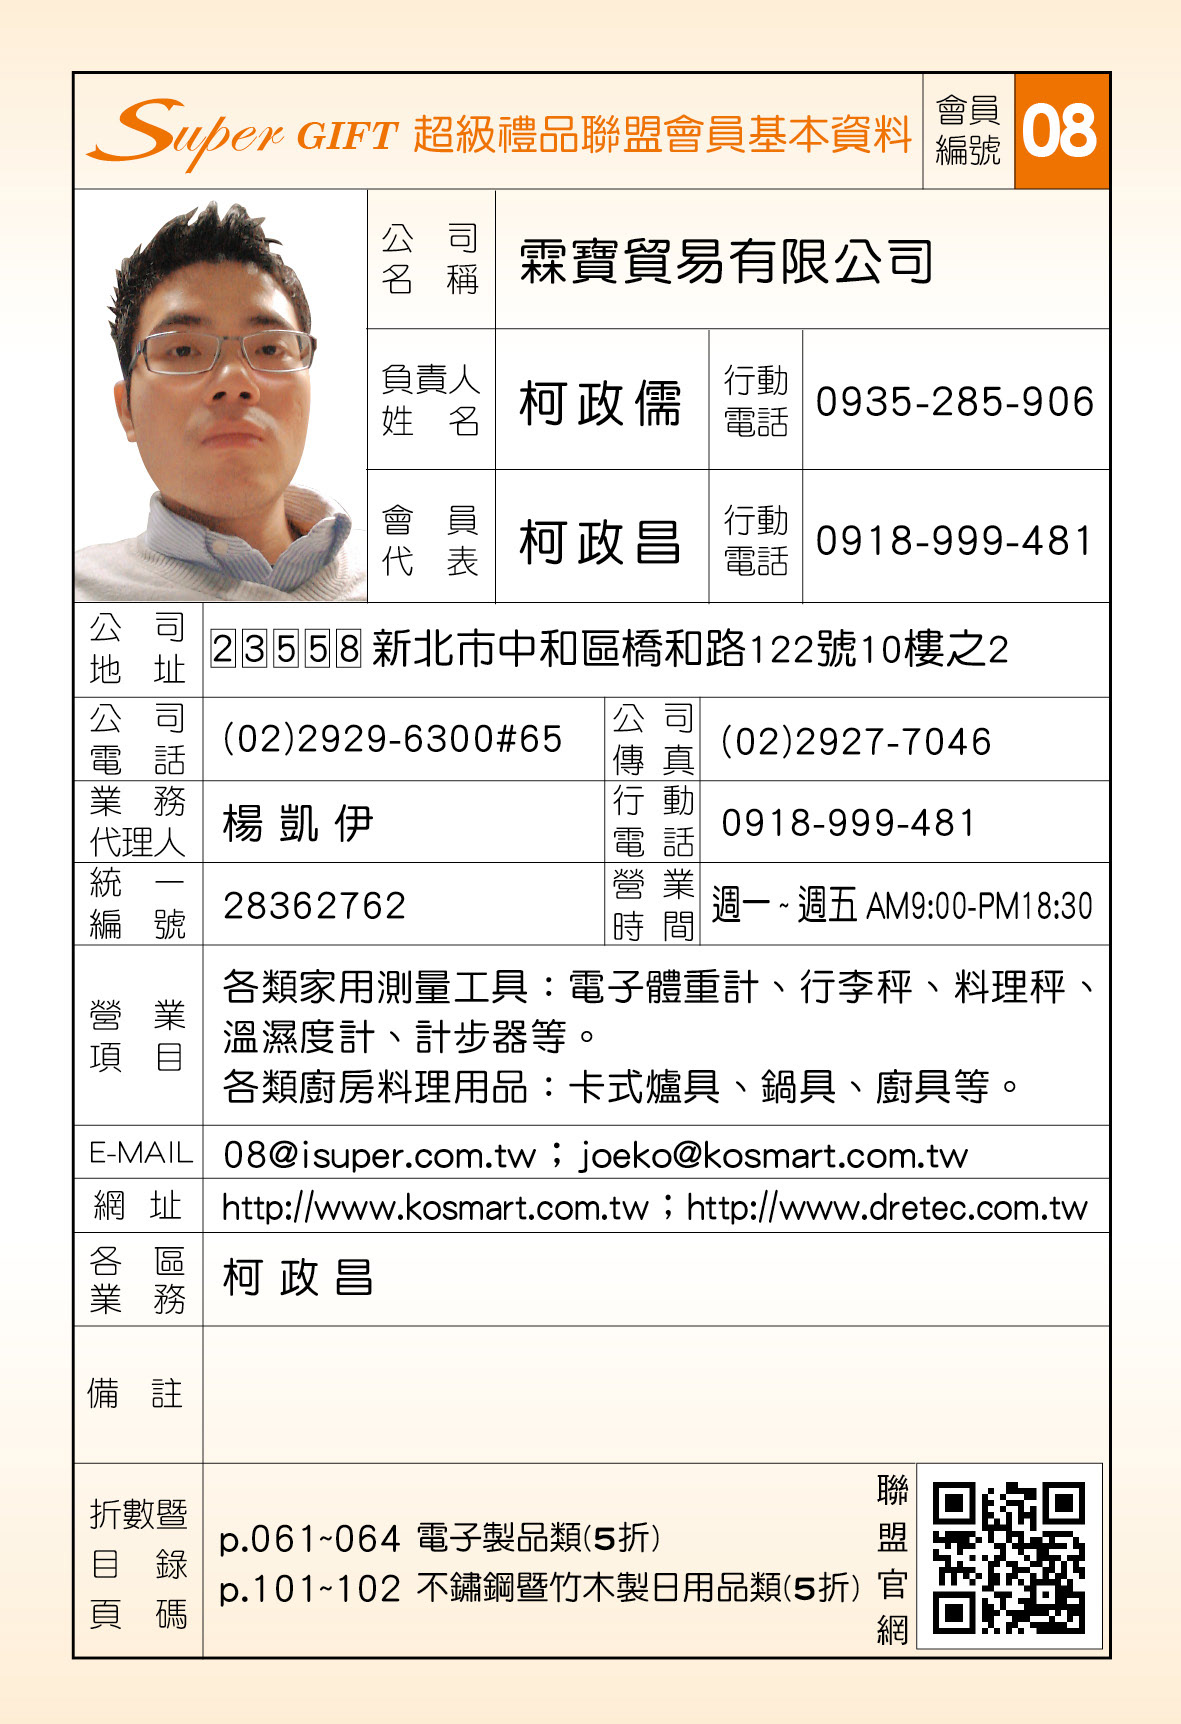 Super GIFT 超級禮品聯盟會員基本資料
會員編號 08
公司名稱 霖寶貿易有限公司
負責人姓名 柯政儒 行動電話 0935-285-906
會員代表 柯政昌 行動電話 0918-999-481
公司地址 23558 新北市中和區橋和路122號10樓之2
公司電話 (02)2929-6300#65 公司傳真 (02)2927-7046
業務代理人 楊凱伊 行動電話 0918-999-481
統一編號 28362762 營業時間 週一~週五 AM9:00-PM18:30
營業項目
各類家用測量工具：電子體重計、行李秤、料理秤、
溫濕度計、計步器等。
各類廚房料理用品：卡式爐具、鍋具、廚具等。
E-MAIL 08@isuper.com.tw；joeko@kosmart.com.tw
網址 http://www.kosmart.com.tw；http://www.dretec.com.tw
各區業務 柯政昌
備註
折數暨目錄頁碼
p.061~064 電子製品類(5折)
p.101~102 不鏽鋼暨竹木製日用品類(5折)
聯盟官網